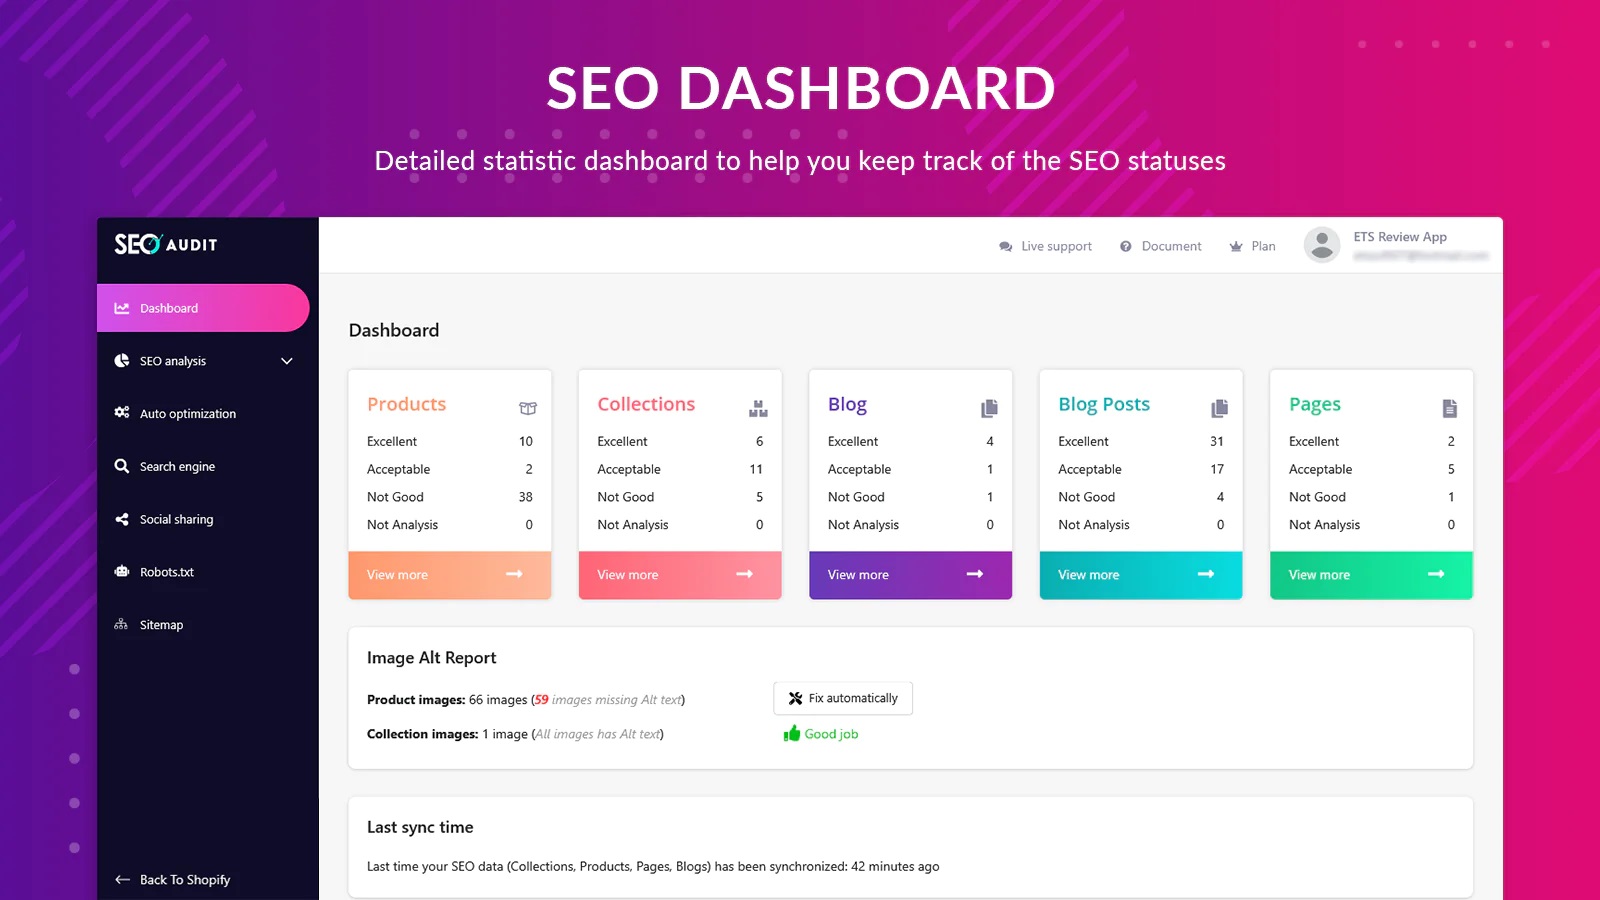 SEO DASHBOARD
Detailed statistic dashboard to help you keep track of the SEO statuses
SEO AUDIT
Live support
Document
Plan
ETS Review App
Dashboard
SEO analysis
Auto optimization
Search engine
Social sharing
Robots.txt
Sitemap
Back To Shopify
Dashboard
Products
Excellent 10
Acceptable 2
Not Good 38
Not Analysis 0
View more
Collections
Excellent 6
Acceptable 11
Not Good 5
Not Analysis 0
View more
Blog
Excellent 4
Acceptable 1
Not Good 1
Not Analysis 0
View more
Blog Posts
Excellent 31
Acceptable 17
Not Good 4
Not Analysis 0
View more
Pages
Excellent 2
Acceptable 5
Not Good 1
Not Analysis 0
View more
Image Alt Report
Product images: 66 images (59 images missing Alt text)
Fix automatically
Collection images: 1 image (All images has Alt text)
Good job
Last sync time
Last time your SEO data (Collections, Products, Pages, Blogs) has been synchronized: 42 minutes ago